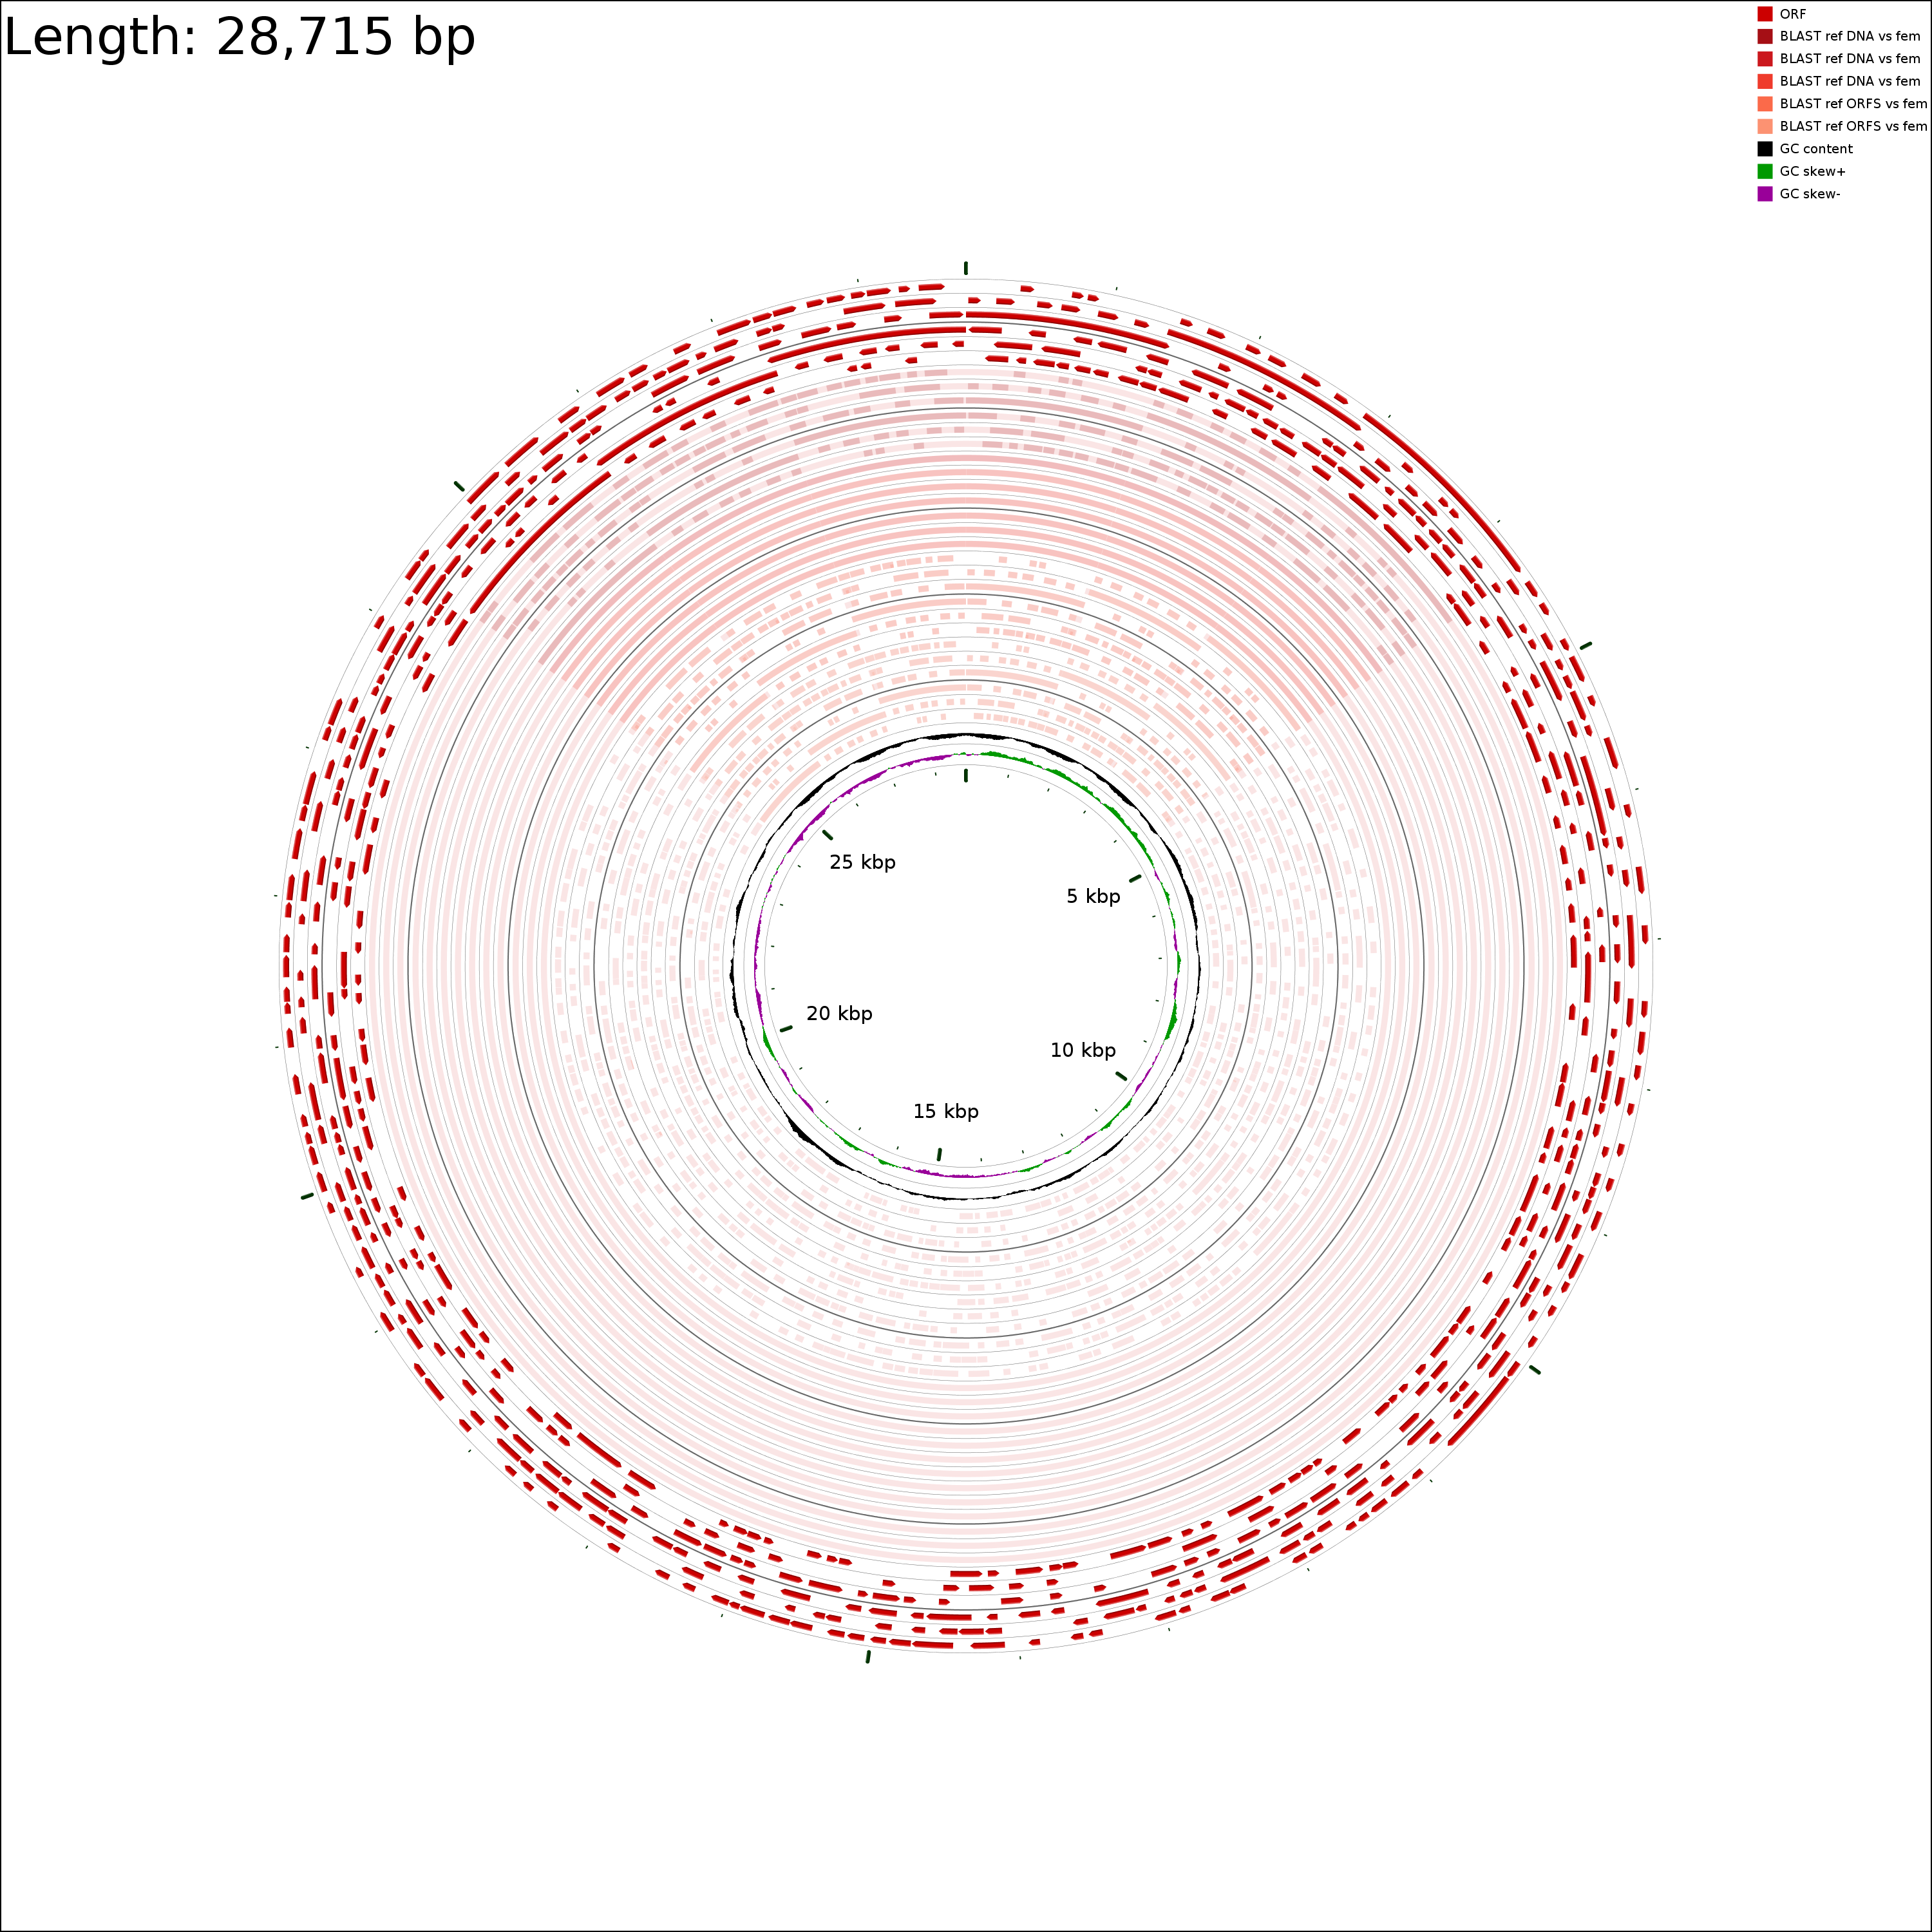 Length: 28,715 bp
ORF
BLAST ref DNA vs fem
BLAST ref DNA vs fem
BLAST ref DNA vs fem
BLAST ref ORFS vs fem
BLAST ref ORFS vs fem
GC content
GC skew+
GC skew-
25 kbp
5 kbp
20 kbp
10 kbp
15 kbp